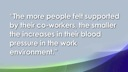 "The more people felt supported
by their co-workers, the smaller
the increases in their blood
pressure in the work
environment."